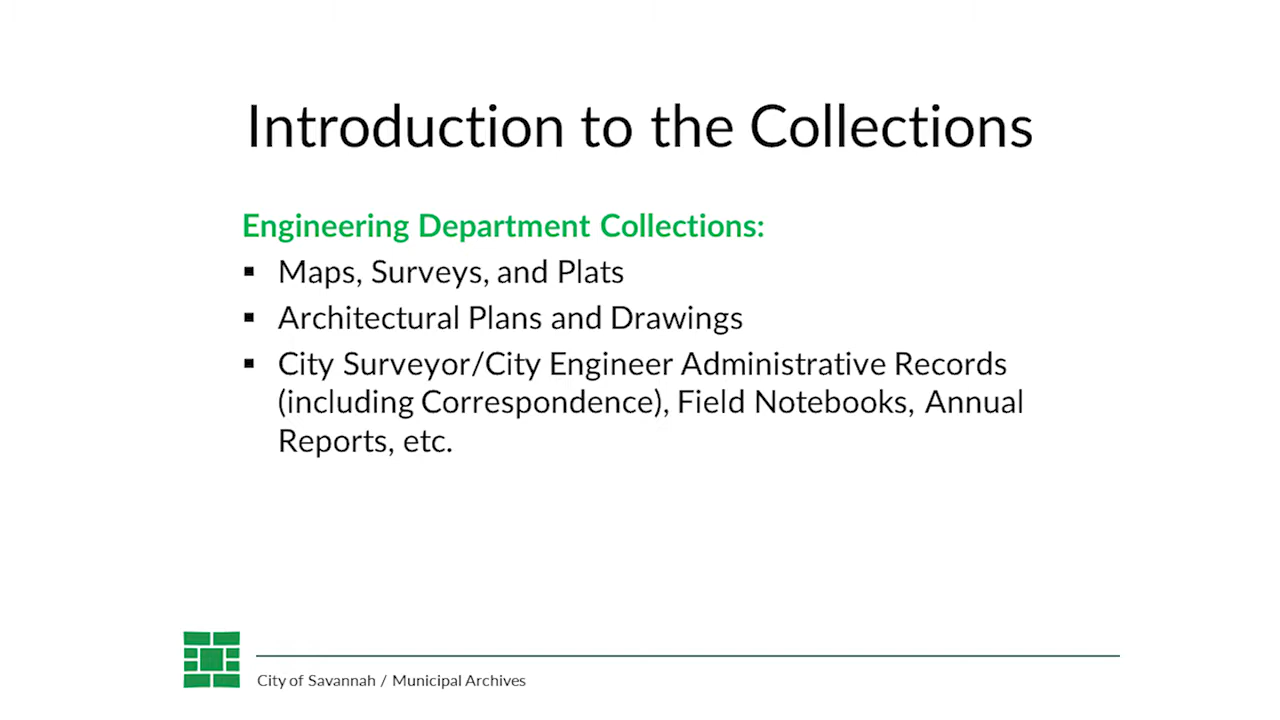 Introduction to the Collections
Engineering Department Collections:
▪ Maps, Surveys, and Plats
▪ Architectural Plans and Drawings
▪ City Surveyor/City Engineer Administrative Records
(including Correspondence), Field Notebooks, Annual
Reports, etc.
City of Savannah / Municipal Archives